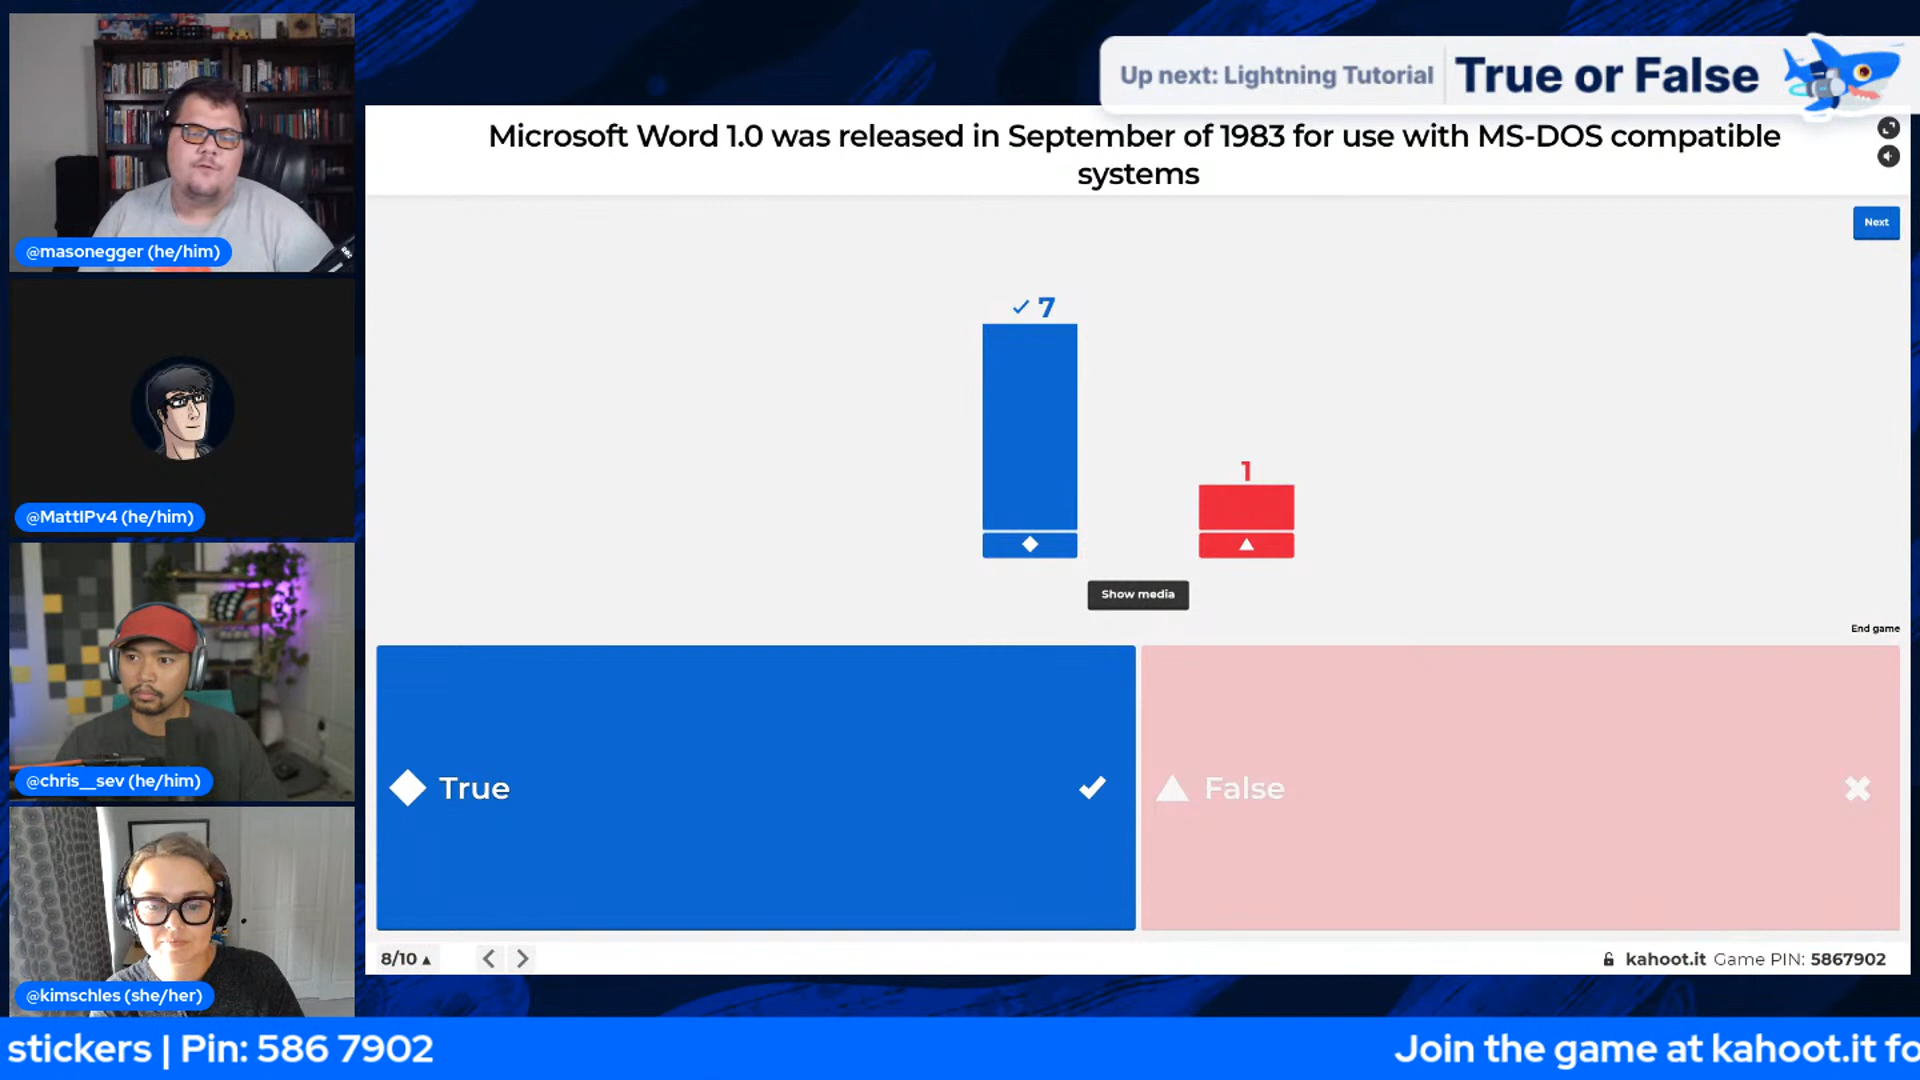 Up next: Lightning Tutorial
True or False
Microsoft Word 1.0 was released in September of 1983 for use with MS-DOS compatible
systems
Next
7
1
Show media
End game
True
False
8/10
kahoot.it Game PIN: 5867902
@masonegger (he/him)
@MattIPv4 (he/him)
@chris__sev (he/him)
@kimschles (she/her)
stickers | Pin: 586 7902
Join the game at kahoot.it fo